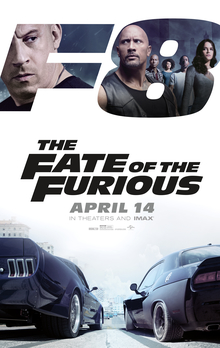 F8
THE
FATE OF THE
FURIOUS
APRIL 14
IN THEATERS AND IMAX